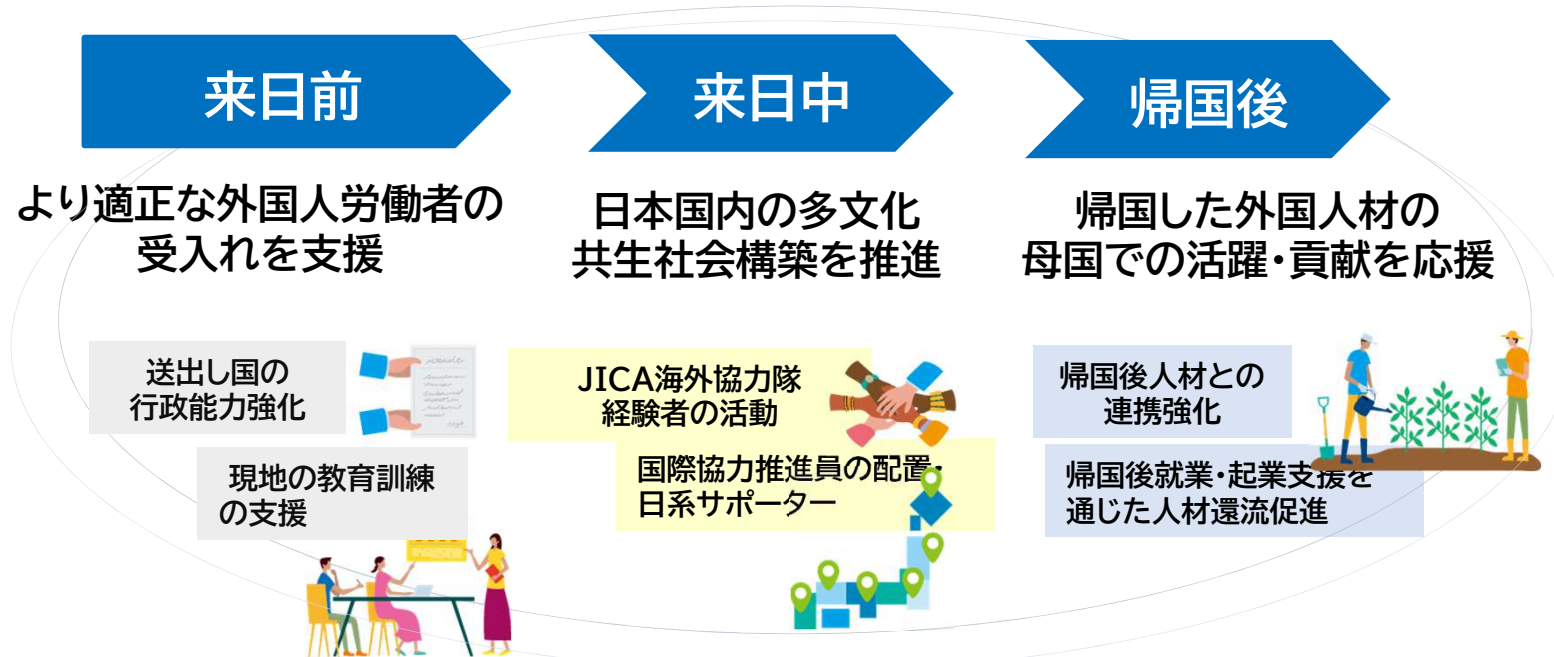 来日前
来日中
帰国後
より適正な外国人労働者の
受入れを支援
日本国内の多文化
共生社会構築を推進
帰国した外国人材の
母国での活躍・貢献を応援
送出し国の
行政能力強化
現地の教育訓練
の支援
JICA海外協力隊
経験者の活動
国際協力推進員の配置・
日系サポーター
帰国後人材との
連携強化
帰国後就業・起業支援を
通じた人材還流促進